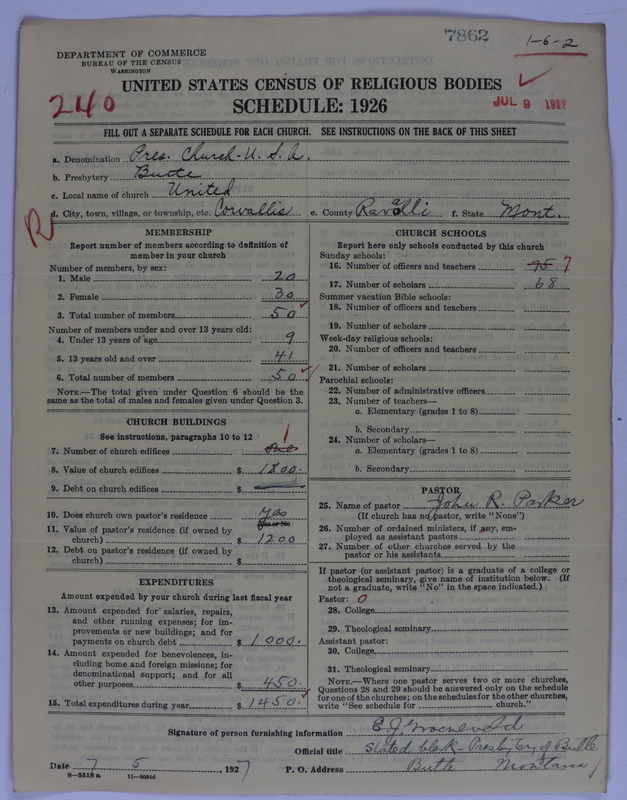 7862
1-6-2
DEPARTMENT OF COMMERCE
BUREAU OF THE CENSUS
WASHINGTON
UNITED STATES CENSUS OF RELIGIOUS BODIES
240
SCHEDULE: 1926
JUL 9 1927
FILL OUT A SEPARATE SCHEDULE FOR EACH CHURCH. SEE INSTRUCTIONS ON THE BACK OF THIS SHEET
a. Denomination Pres. Church - U. S. A.
b. Presbytery Butte
c. Local name of church United
R
d. City, town, village, or township, etc. Corvallis e. County Ravalli f. State Mont.
MEMBERSHIP
Report number of members according to definition of
member in your church
Number of members, by sex:
1. Male 20
2. Female 30
3. Total number of members 50
Number of members under and over 13 years old:
4. Under 13 years of age 9
5. 13 years old and over 41
6. Total number of members 50
NOTE.—The total given under Question 6 should be
same as the total of males and females given under Question 3.
CHURCH BUILDINGS
See instructions, paragraphs 10 to 12
7. Number of church edifices one 1
8. Value of church edifices $ 1800.
9. Debt on church edifices $
10. Does church own pastor's residence yes
(Yes or No)
11. Value of pastor's residence (if owned by
church) $ 1200
12. Debt on pastor's residence (if owned by
church) $
EXPENDITURES
Amount expended by your church during last fiscal year
13. Amount expended for salaries, repairs,
and other running expenses; for im-
provements or new buildings; and for
payments on church debt $ 1000.
14. Amount expended for benevolences, in-
cluding home and foreign missions; for
denominational support; and for all
other purposes $ 450.
15. Total expenditures during year $ 1450.
CHURCH SCHOOLS
Report here only schools conducted by this church
Sunday schools:
16. Number of officers and teachers 75 7
17. Number of scholars 68
Summer vacation Bible schools:
18. Number of officers and teachers
19. Number of scholars
Week-day religious schools:
20. Number of officers and teachers
21. Number of scholars
Parochial schools:
22. Number of administrative officers
23. Number of teachers—
a. Elementary (grades 1 to 8)
b. Secondary
24. Number of scholars—
a. Elementary (grades 1 to 8)
b. Secondary
PASTOR
25. Name of pastor John R. Parker
(If church has no pastor, write "None")
26. Number of ordained ministers, if any, em-
ployed as assistant pastors
27. Number of other churches served by the
pastor or his assistants
If pastor (or assistant pastor) is a graduate of a college or
theological seminary, give name of institution below. (If
not a graduate, write "No" in the space indicated.)
Pastor: 0
28. College
29. Theological seminary
Assistant pastor:
30. College
31. Theological seminary
NOTE.—Where one pastor serves two or more churches,
Questions 28 and 29 should be answered only on the schedule
for one of the churches; on the schedules for the other churches,
write "See schedule for church."
Signature of person furnishing information E. J. Groeneveld
Official title Stated clerk - Presbytery of Butte
Date 7 5, 1927 P. O. Address Butte Montana
8-5318 a